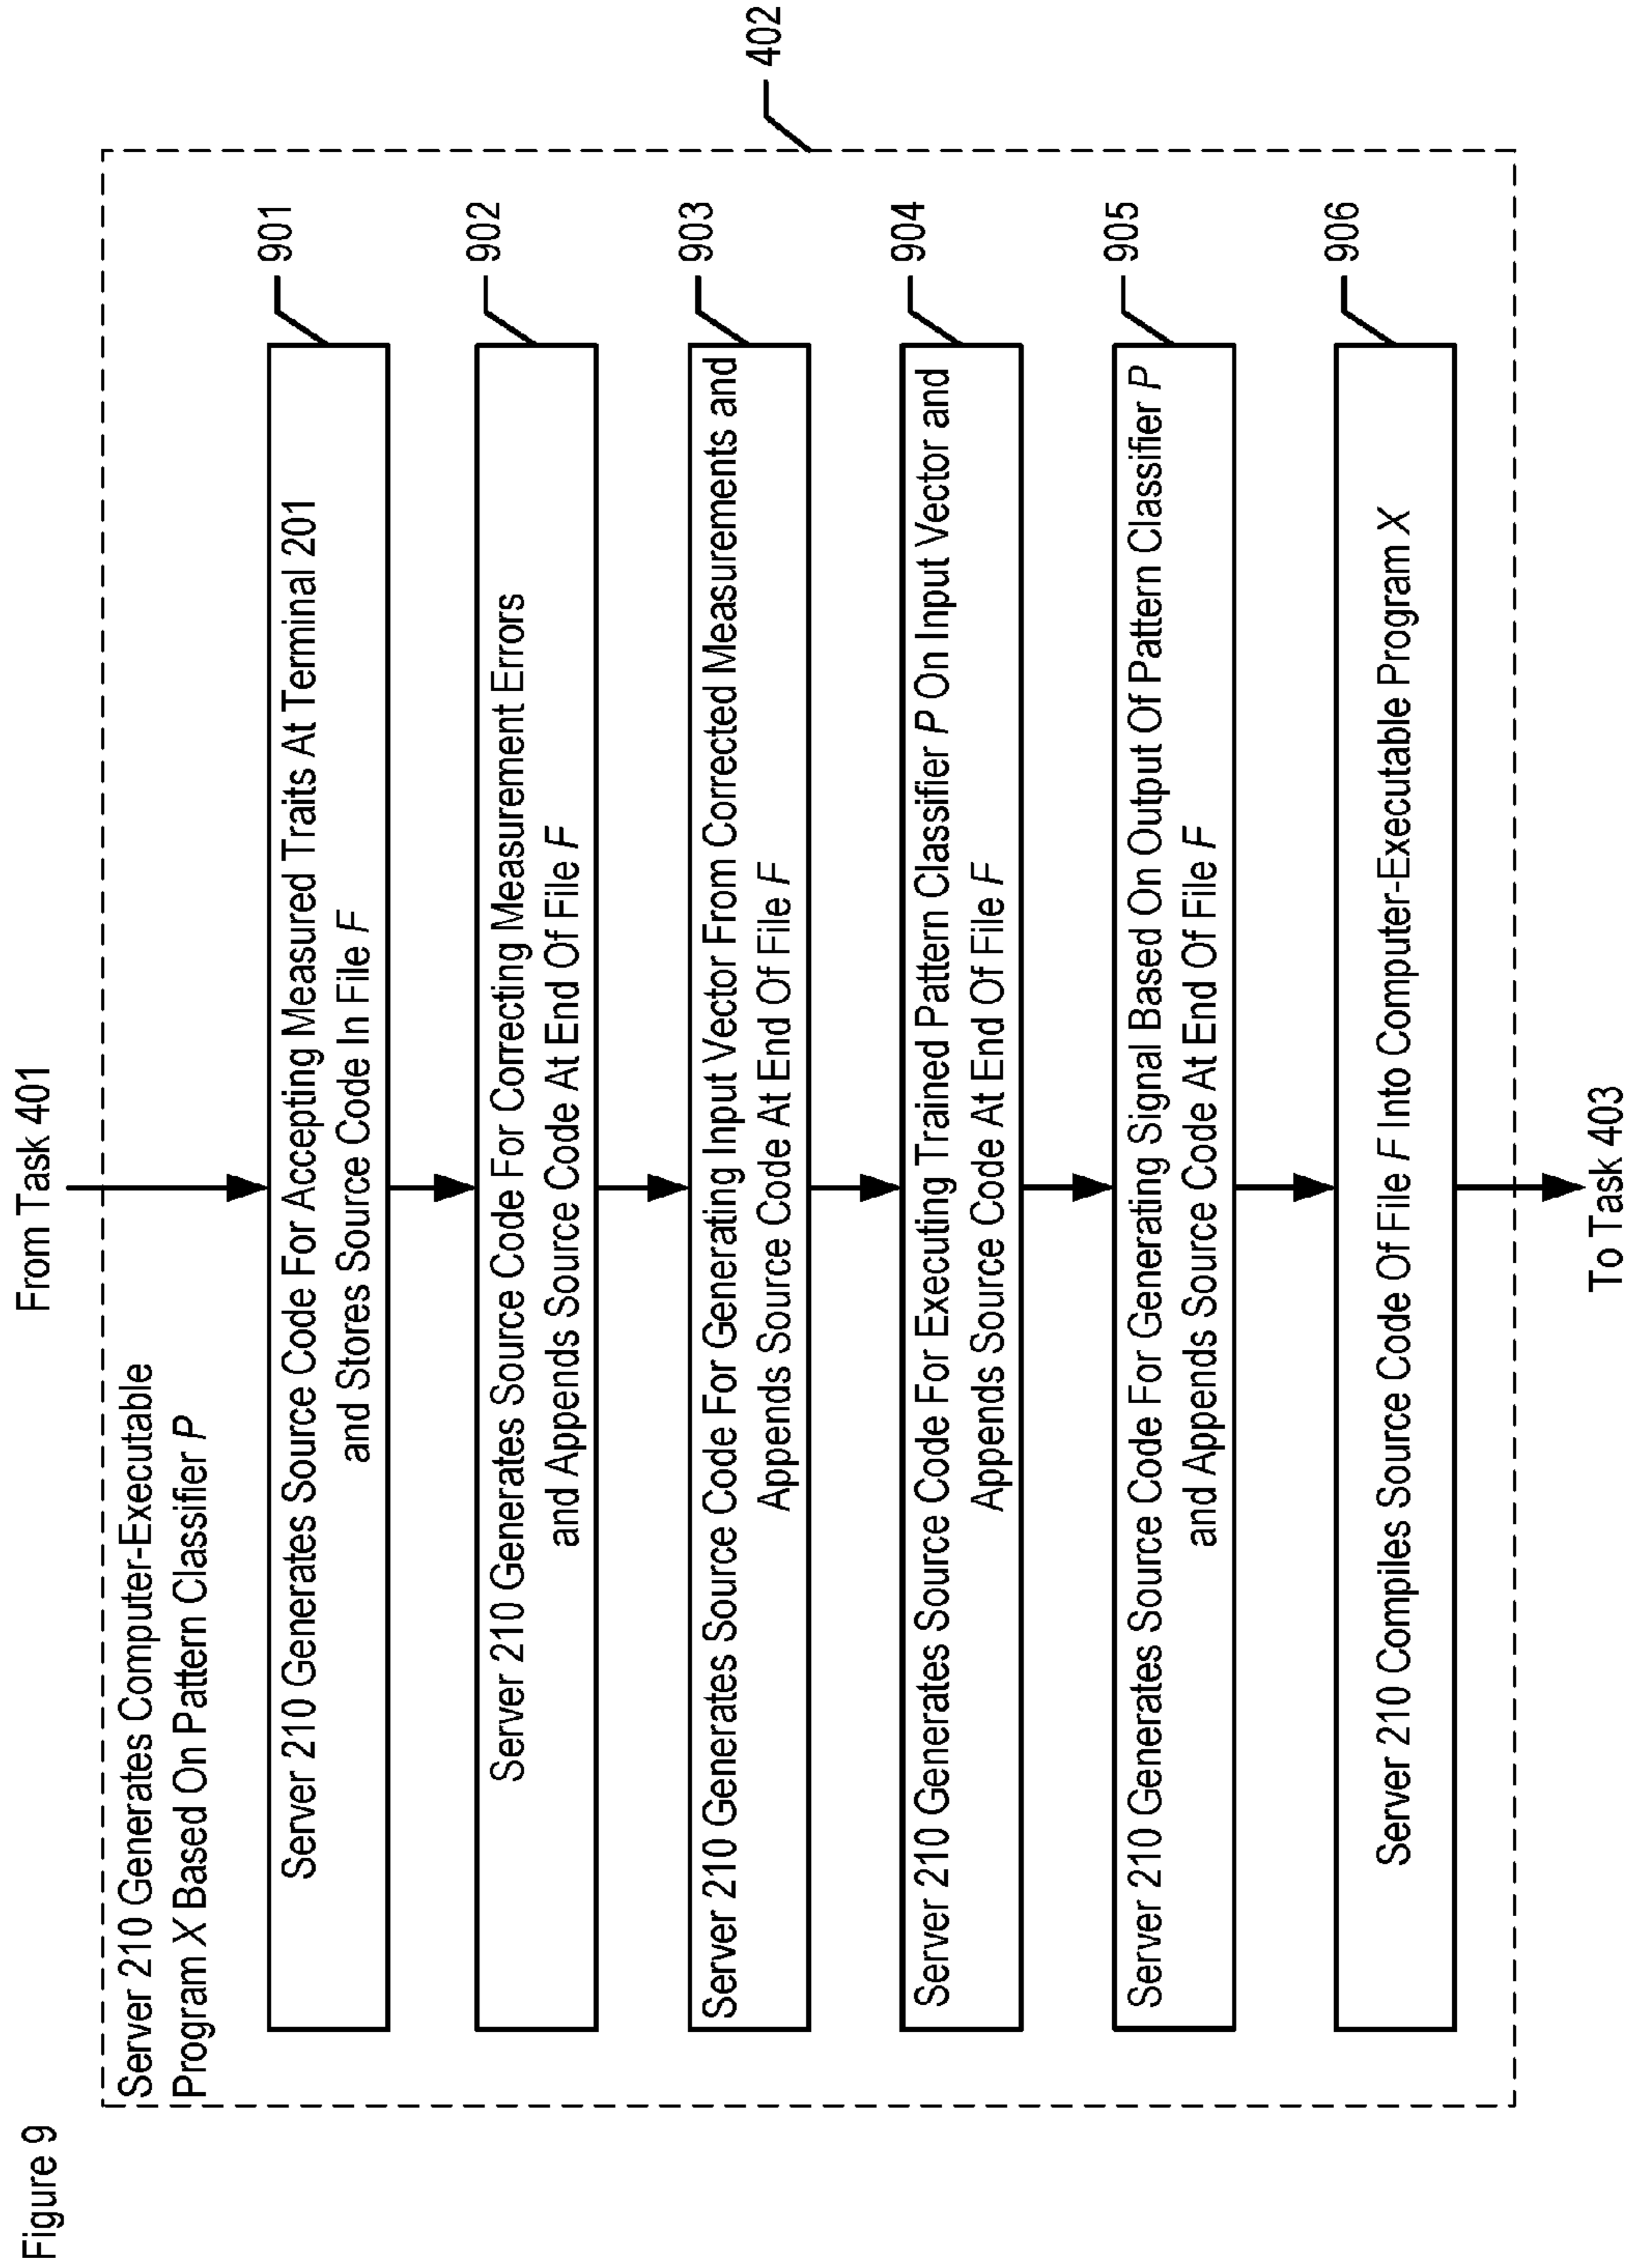 Figure 9
From Task 401
Server 210 Generates Computer-Executable
Program X Based On Pattern Classifier P
402
901
Server 210 Generates Source Code For Accepting Measured Traits At Terminal 201
and Stores Source Code In File F
902
Server 210 Generates Source Code For Correcting Measurement Errors
and Appends Source Code At End Of File F
903
Server 210 Generates Source Code For Generating Input Vector From Corrected Measurements and
Appends Source Code At End Of File F
904
Server 210 Generates Source Code For Executing Trained Pattern Classifier P On Input Vector and
Appends Source Code At End Of File F
905
Server 210 Generates Source Code For Generating Signal Based On Output Of Pattern Classifier P
and Appends Source Code At End Of File F
906
Server 210 Compiles Source Code Of File F Into Computer-Executable Program X
To Task 403